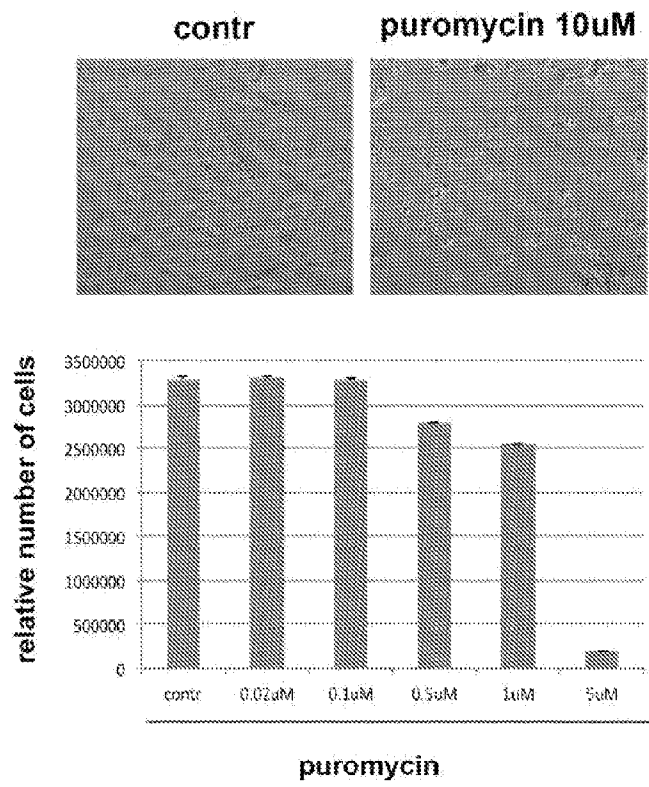 contr
puromycin 10uM
relative number of cells
3500000
3000000
2500000
2000000
1500000
1000000
500000
0
contr 0.02uM 0.1uM 0.5uM 1uM 5uM
puromycin